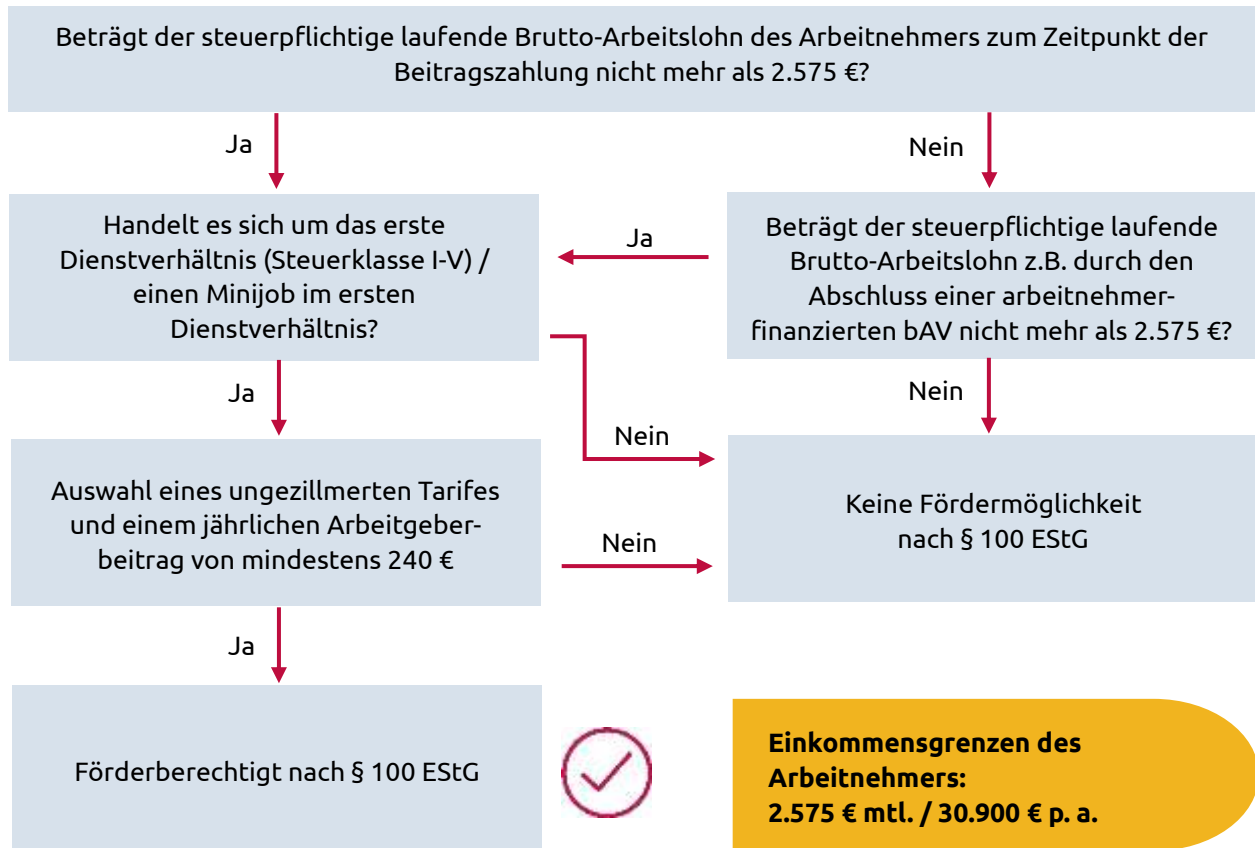 Beträgt der steuerpflichtige laufende Brutto-Arbeitslohn des Arbeitnehmers zum Zeitpunkt der
Beitragszahlung nicht mehr als 2.575 €?
Ja
Nein
Handelt es sich um das erste
Dienstverhältnis (Steuerklasse I-V) /
einen Minijob im ersten
Dienstverhältnis?
Ja
Beträgt der steuerpflichtige laufende
Brutto-Arbeitslohn z.B. durch den
Abschluss einer arbeitnehmer-
finanzierten bAV nicht mehr als 2.575 €?
Ja
Nein
Nein
Auswahl eines ungezillmerten Tarifes
und einem jährlichen Arbeitgeber-
beitrag von mindestens 240 €
Nein
Keine Fördermöglichkeit
nach § 100 EStG
Ja
Förderberechtigt nach § 100 EStG
Einkommensgrenzen des
Arbeitnehmers:
2.575 € mtl. / 30.900 € p. a.